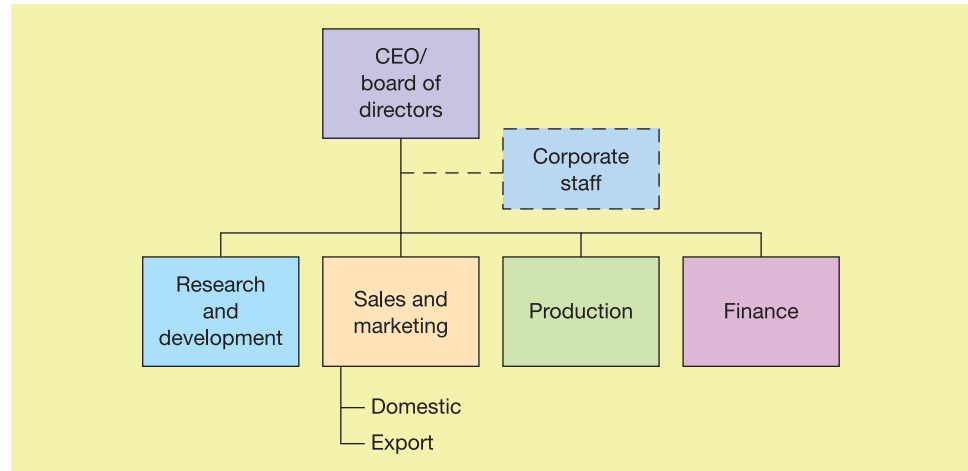 CEO/
board of
directors
Corporate
staff
Research
and
development
Sales and
marketing
Production
Finance
Domestic
Export